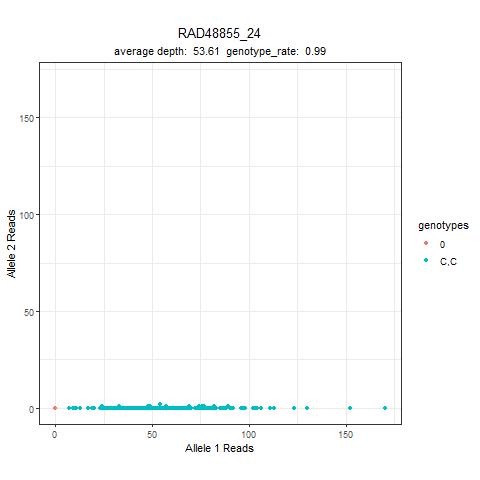 RAD48855_24
average depth:  53.61  genotype_rate:  0.99
150
100
50
0
Allele 2 Reads
0
50
100
150
Allele 1 Reads
genotypes
0
C,C